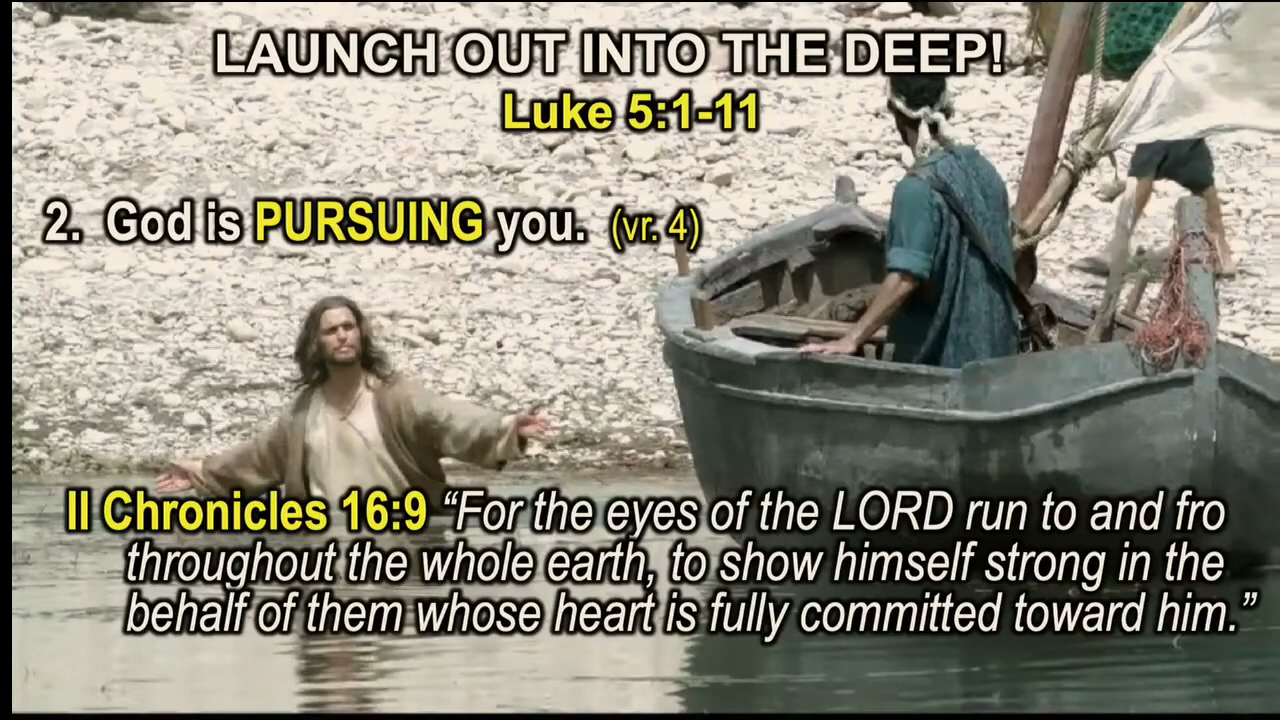 LAUNCH OUT INTO THE DEEP!
Luke 5:1-11
2. God is PURSUING you. (vr. 4)
II Chronicles 16:9 “For the eyes of the LORD run to and fro
throughout the whole earth, to show himself strong in the
behalf of them whose heart is fully committed toward him.”